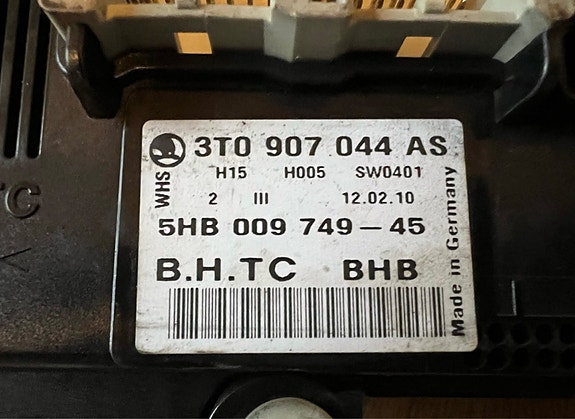 3T0 907 044 AS
H15 H005 SW0401
WHS
2 III 12.02.10
5HB 009 749-45
B.H.TC BHB
Made in Germany
TC